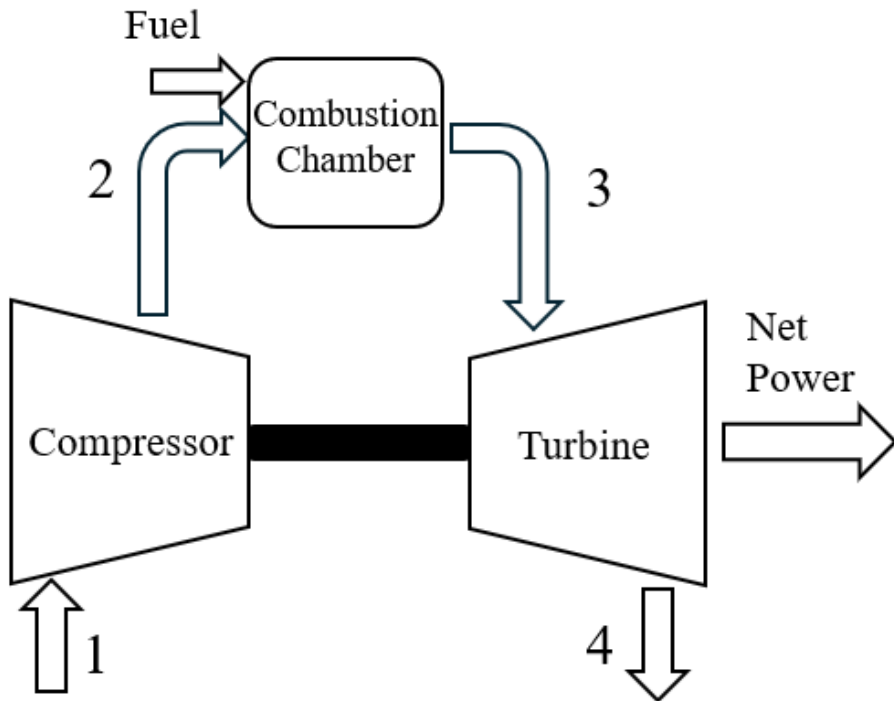 Fuel
Combustion
Chamber
2
3
Net
Power
Compressor
Turbine
1
4